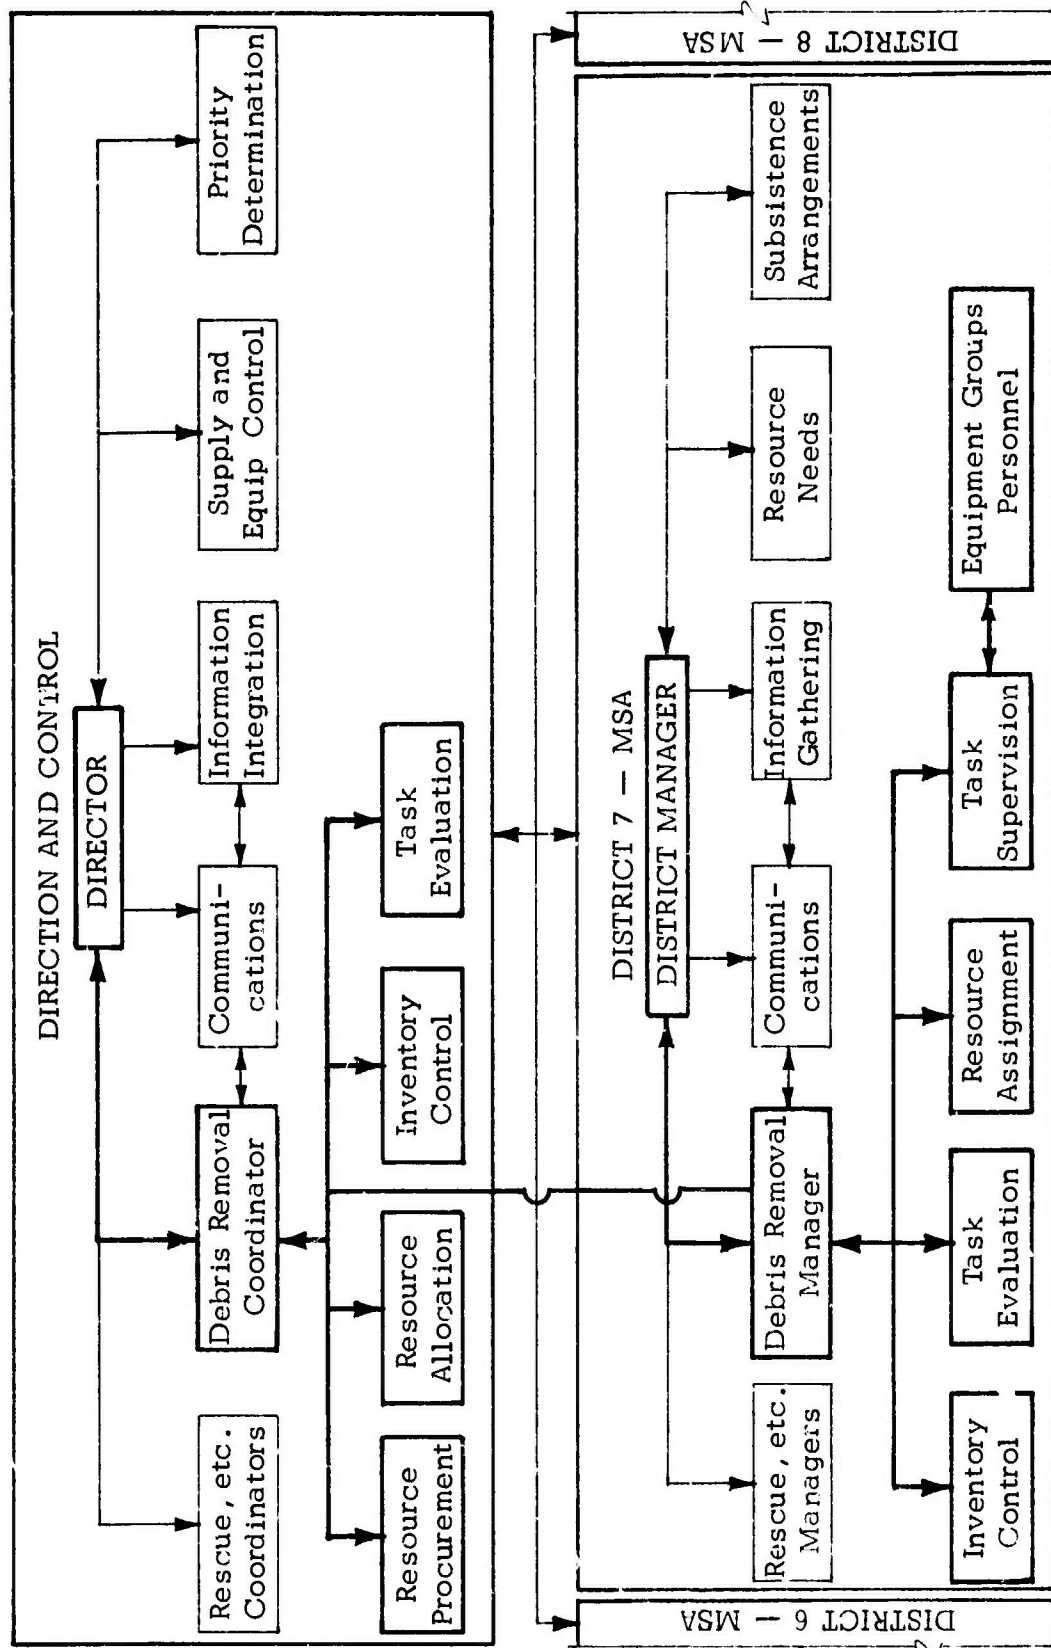 DIRECTION AND CONTROL
DIRECTOR
Rescue, etc.
Coordinators
Debris Removal
Coordinator
Communi-
cations
Information
Integration
Supply and
Equip Control
Priority
Determination
Resource
Procurement
Resource
Allocation
Inventory
Control
Task
Evaluation
DISTRICT 6 — MSA
DISTRICT 7 — MSA
DISTRICT MANAGER
Rescue, etc.
Managers
Debris Removal
Manager
Communi-
cations
Information
Gathering
Resource
Needs
Subsistence
Arrangements
Inventory
Control
Task
Evaluation
Resource
Assignment
Task
Supervision
Equipment Groups
Personnel
DISTRICT 8 — MSA